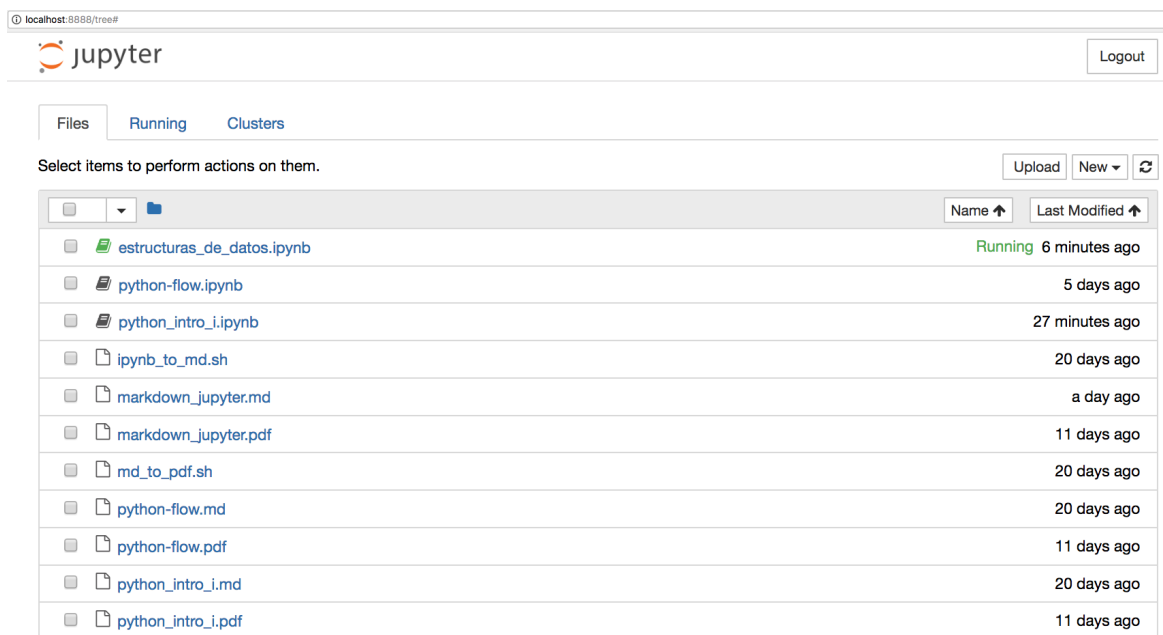 localhost:8888/tree#
jupyter
Logout
Files Running Clusters
Select items to perform actions on them.
Upload New
Name Last Modified
estructuras_de_datos.ipynb Running 6 minutes ago
python-flow.ipynb 5 days ago
python_intro_i.ipynb 27 minutes ago
ipynb_to_md.sh 20 days ago
markdown_jupyter.md a day ago
markdown_jupyter.pdf 11 days ago
md_to_pdf.sh 20 days ago
python-flow.md 20 days ago
python-flow.pdf 11 days ago
python_intro_i.md 20 days ago
python_intro_i.pdf 11 days ago